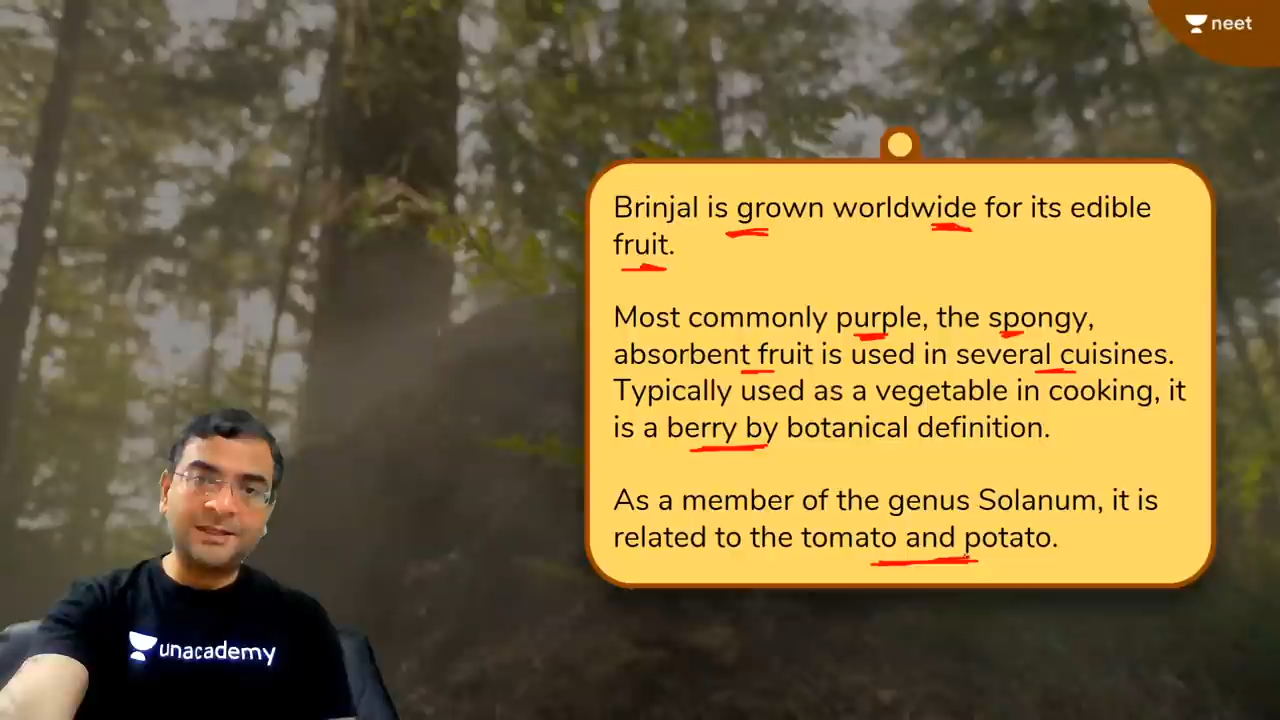 neet
Brinjal is grown worldwide for its edible
fruit.
Most commonly purple, the spongy,
absorbent fruit is used in several cuisines.
Typically used as a vegetable in cooking, it
is a berry by botanical definition.
As a member of the genus Solanum, it is
related to the tomato and potato.
unacademy